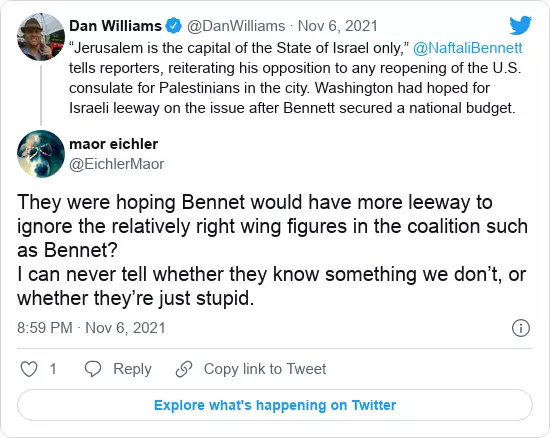 Dan Williams @DanWilliams · Nov 6, 2021
“Jerusalem is the capital of the State of Israel only,” @NaftaliBennett
tells reporters, reiterating his opposition to any reopening of the U.S.
consulate for Palestinians in the city. Washington had hoped for
Israeli leeway on the issue after Bennett secured a national budget.
maor eichler
@EichlerMaor
They were hoping Bennet would have more leeway to
ignore the relatively right wing figures in the coalition such
as Bennet?
I can never tell whether they know something we don’t, or
whether they’re just stupid.
8:59 PM · Nov 6, 2021
1 Reply Copy link to Tweet
Explore what's happening on Twitter